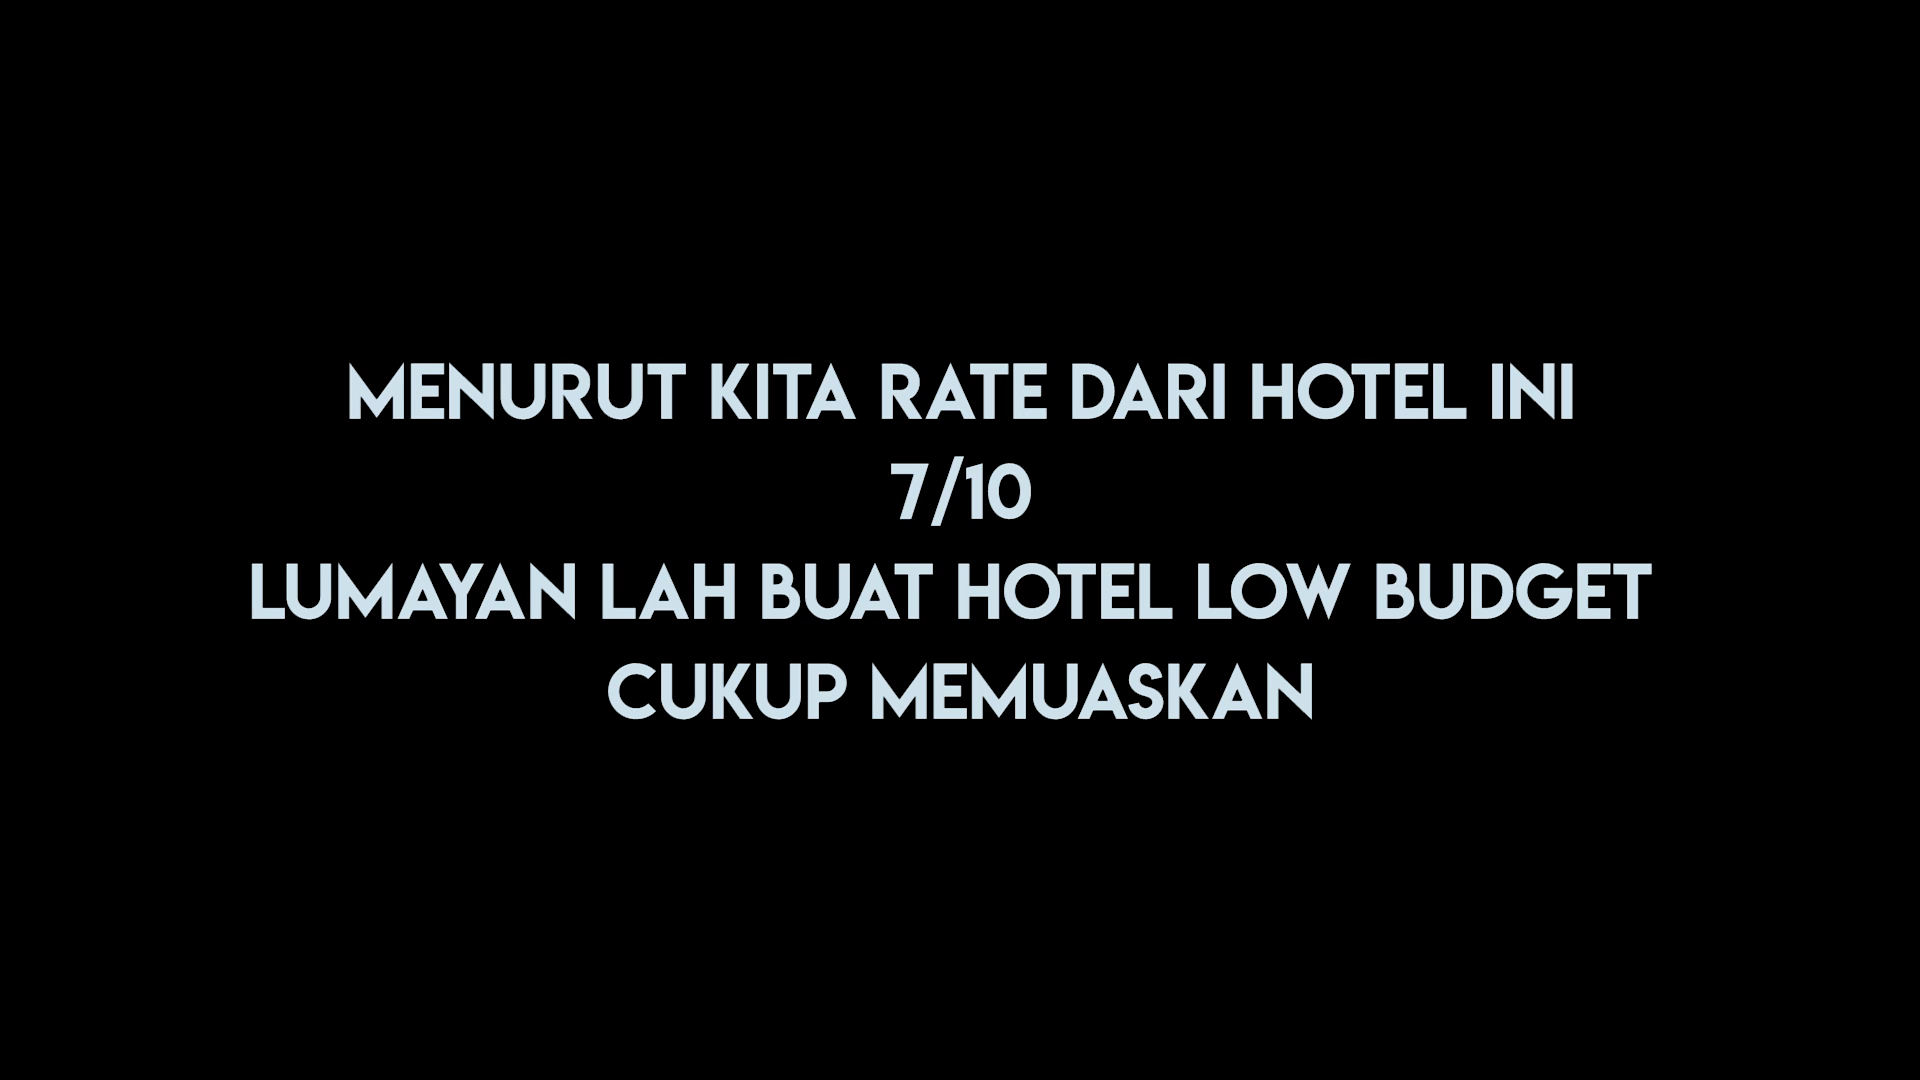 MENURUT KITA RATE DARI HOTEL INI
7/10
LUMAYAN LAH BUAT HOTEL LOW BUDGET
CUKUP MEMUASKAN